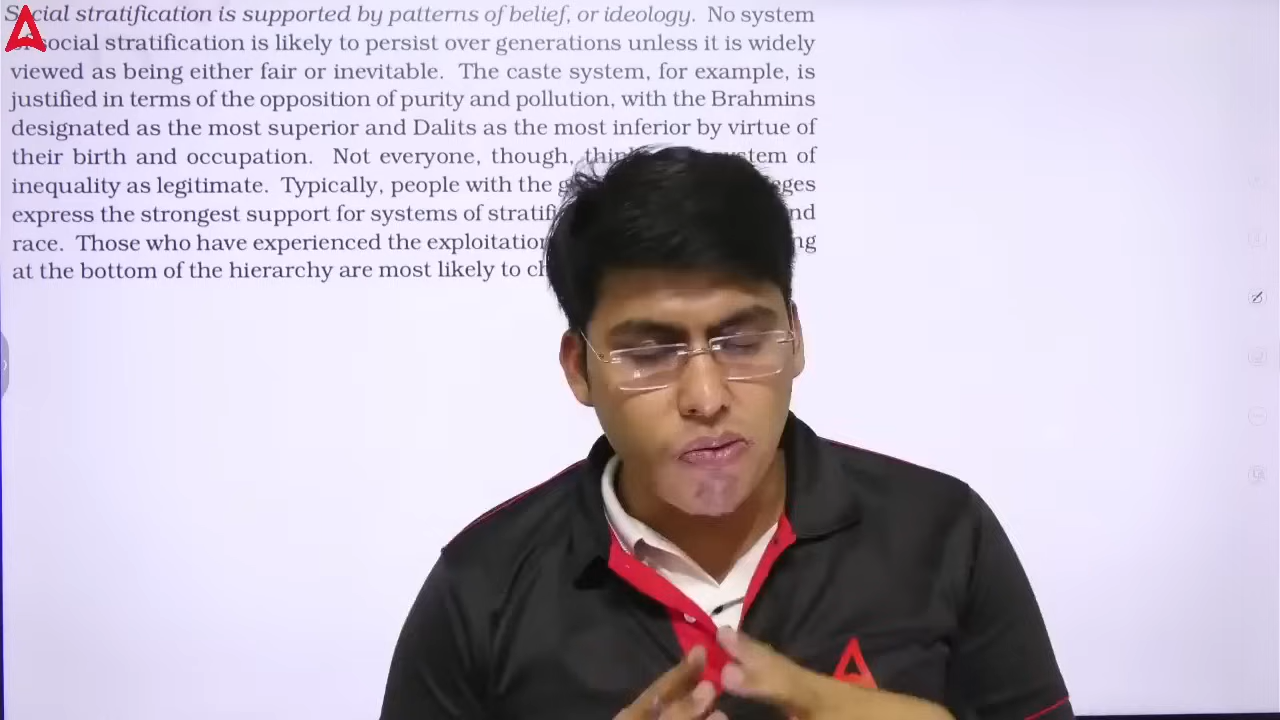 Social stratification is supported by patterns of belief, or ideology. No system
social stratification is likely to persist over generations unless it is widely
viewed as being either fair or inevitable. The caste system, for example, is
justified in terms of the opposition of purity and pollution, with the Brahmins
designated as the most superior and Dalits as the most inferior by virtue of
their birth and occupation. Not everyone, though, of
inequality as legitimate. Typically, people with the
express the strongest support for systems of
race. Those who have experienced the
at the bottom of the hierarchy are most likely to